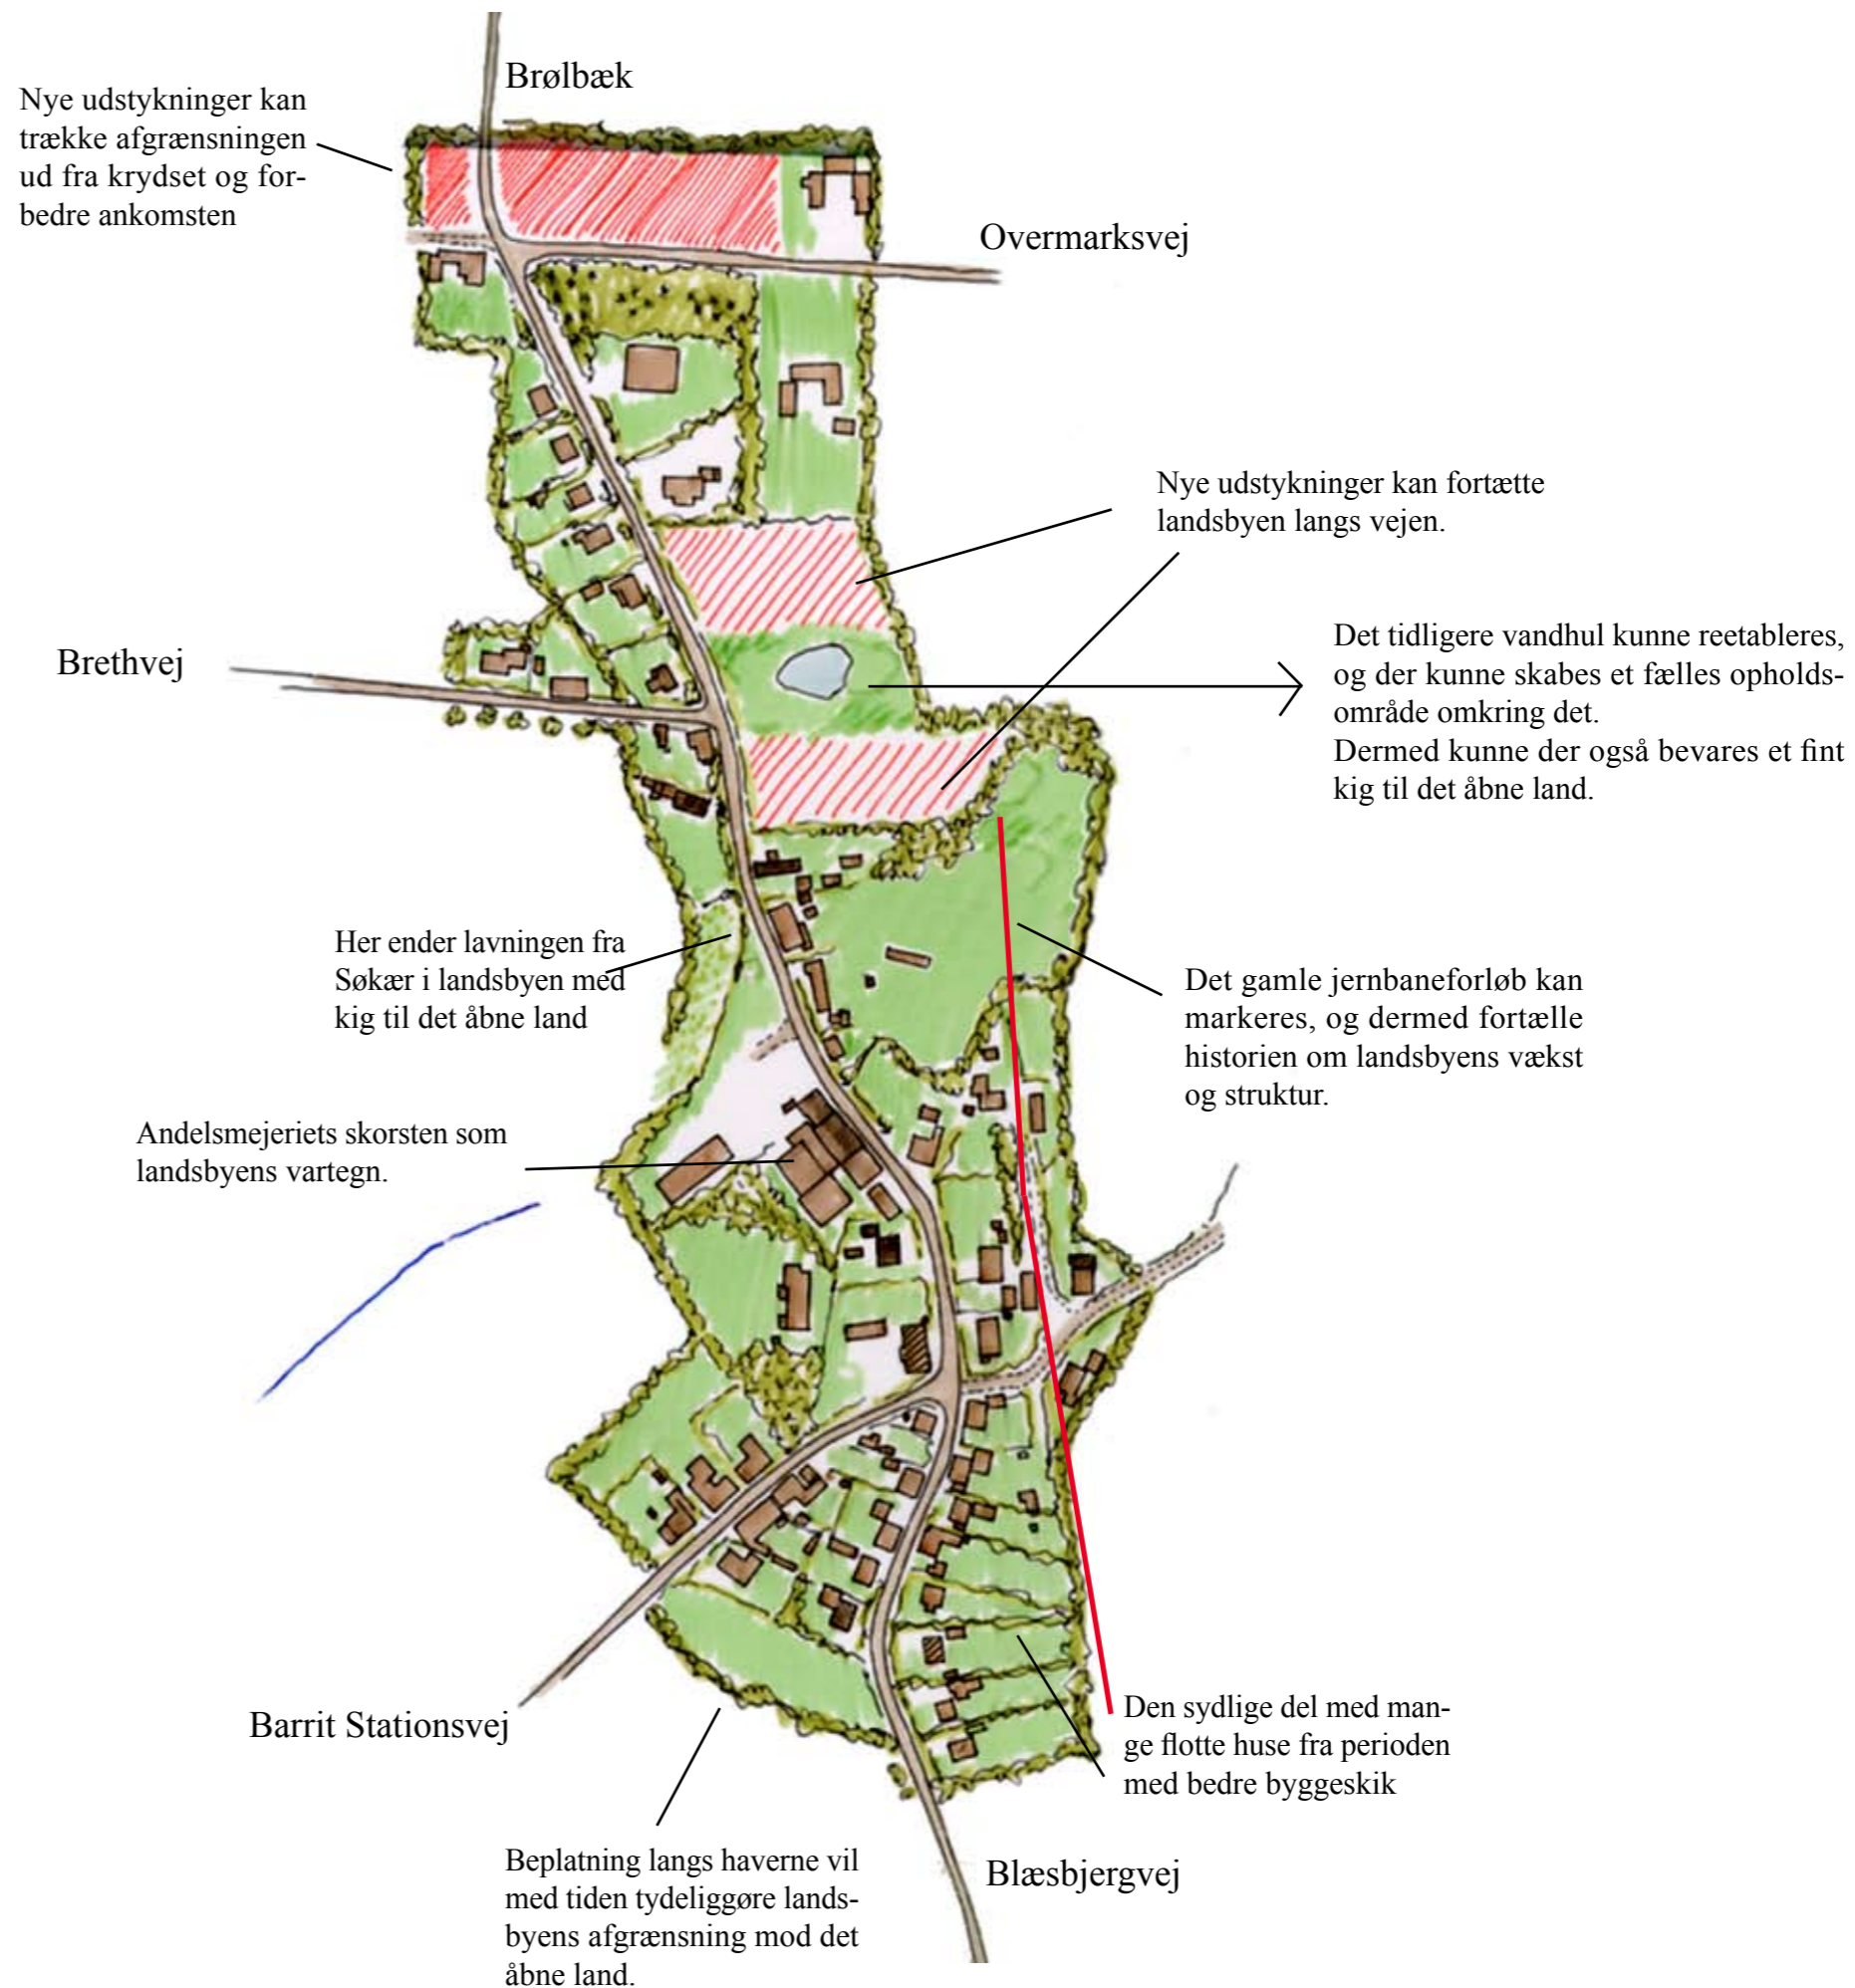 Brølbæk
Nye udstykninger kan
trække afgrænsningen
ud fra krydset og for-
bedre ankomsten
Overmarksvej
Nye udstykninger kan fortætte
landsbyen langs vejen.
Det tidligere vandhul kunne reetableres,
og der kunne skabes et fælles opholds-
område omkring det.
Dermed kunne der også bevares et fint
kig til det åbne land.
Brethvej
Her ender lavningen fra
Søkær i landsbyen med
kig til det åbne land
Det gamle jernbaneforløb kan
markeres, og dermed fortælle
historien om landsbyens vækst
og struktur.
Andelsmejeriets skorsten som
landsbyens vartegn.
Barrit Stationsvej
Den sydlige del med man-
ge flotte huse fra perioden
med bedre byggeskik
Beplatning langs haverne vil
med tiden tydeliggøre lands-
byens afgrænsning mod det
åbne land.
Blæsbjergvej